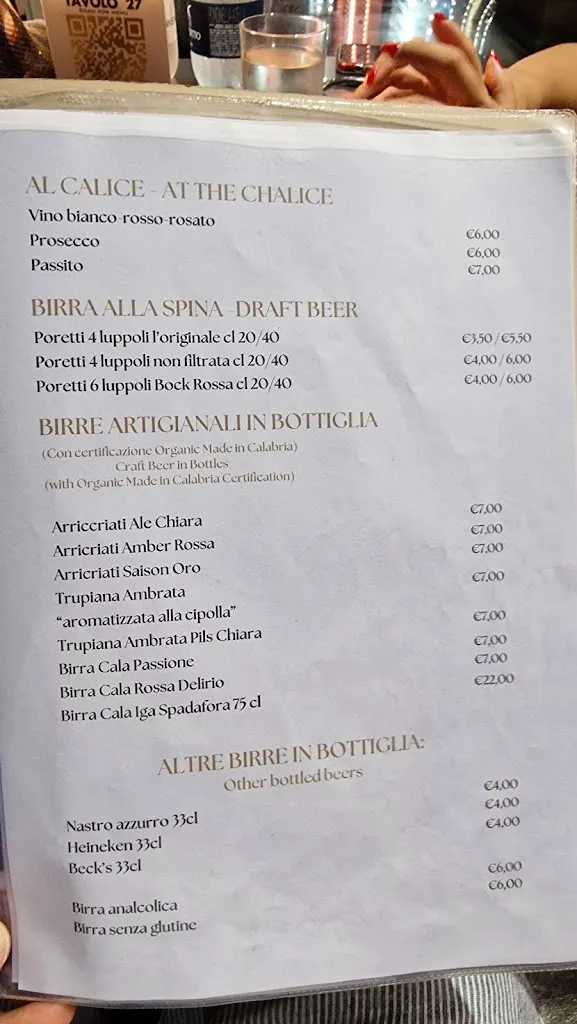 TAVOLO 27
SCAN FOR MENU
AL CALICE - AT THE CHALICE
Vino bianco-rosso-rosato €6,00
Prosecco €6,00
Passito €7,00
BIRRA ALLA SPINA -DRAFT BEER
Poretti 4 luppoli l'originale cl 20/40 €3,50 / €5,50
Poretti 4 luppoli non filtrata cl 20/40 €4,00 / 6,00
Poretti 6 luppoli Bock Rossa cl 20/40 €4,00 / 6,00
BIRRE ARTIGIANALI IN BOTTIGLIA
(Con certificazione Organic Made in Calabria)
Craft Beer in Bottles
(with Organic Made in Calabria Certification)
Arriccriati Ale Chiara €7,00
Arricriati Amber Rossa €7,00
Arricriati Saison Oro €7,00
Trupiana Ambrata €7,00
“aromatizzata alla cipolla”
Trupiana Ambrata Pils Chiara €7,00
Birra Cala Passione €7,00
Birra Cala Rossa Delirio €7,00
Birra Cala Iga Spadafora 75 cl €22,00
ALTRE BIRRE IN BOTTIGLIA:
Other bottled beers
Nastro azzurro 33cl €4,00
Heineken 33cl €4,00
Beck's 33cl €4,00
Birra analcolica €6,00
Birra senza glutine €6,00